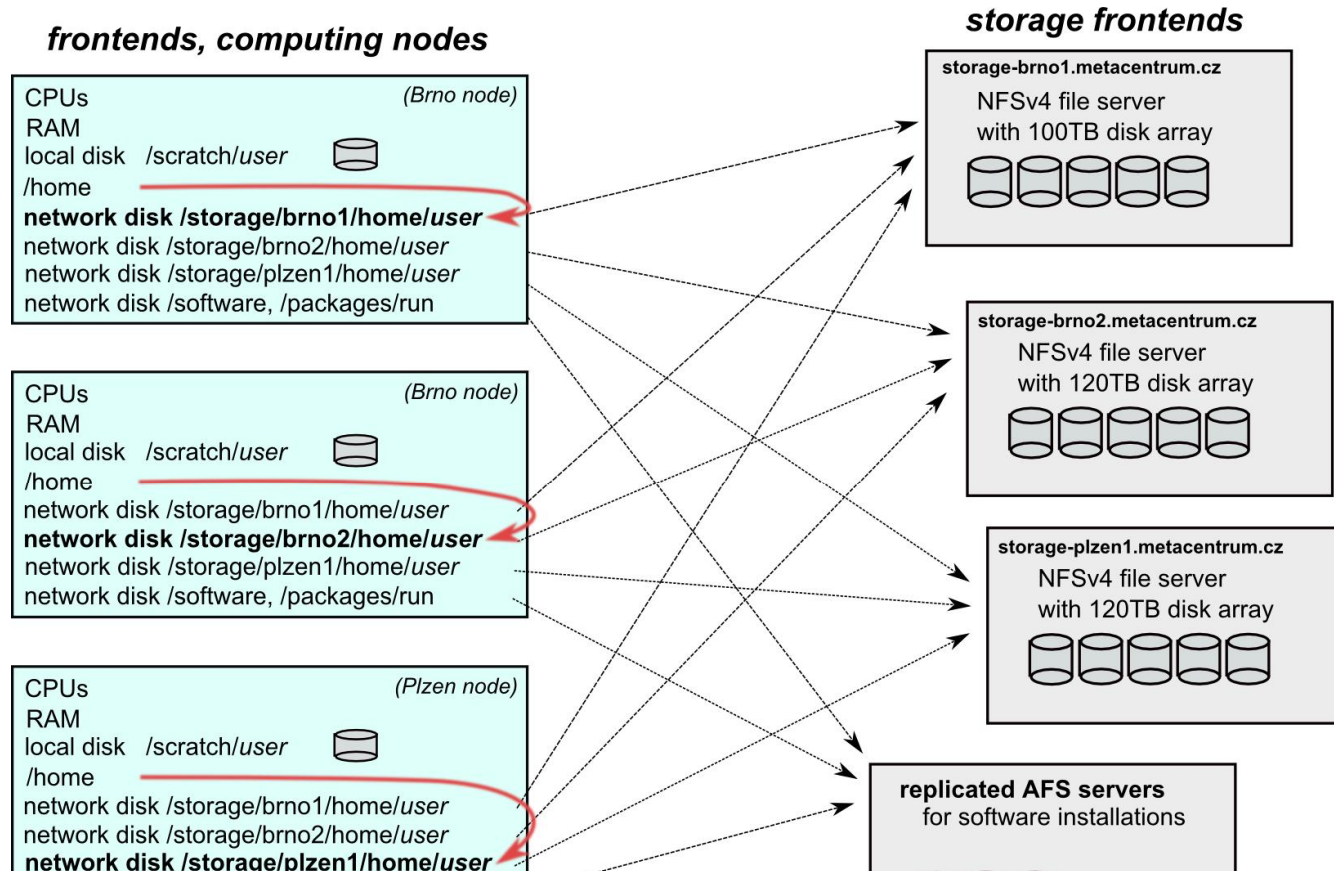 frontends, computing nodes
CPUs
(Brno node)
RAM
local disk /scratch/user
/home
network disk /storage/brno1/home/user
network disk /storage/brno2/home/user
network disk /storage/plzen1/home/user
network disk /software, /packages/run
CPUs
(Brno node)
RAM
local disk /scratch/user
/home
network disk /storage/brno1/home/user
network disk /storage/brno2/home/user
network disk /storage/plzen1/home/user
network disk /software, /packages/run
CPUs
(Plzen node)
RAM
local disk /scratch/user
/home
network disk /storage/brno1/home/user
network disk /storage/brno2/home/user
network disk /storage/plzen1/home/user
storage frontends
storage-brno1.metacentrum.cz
NFSv4 file server
with 100TB disk array
storage-brno2.metacentrum.cz
NFSv4 file server
with 120TB disk array
storage-plzen1.metacentrum.cz
NFSv4 file server
with 120TB disk array
replicated AFS servers
for software installations